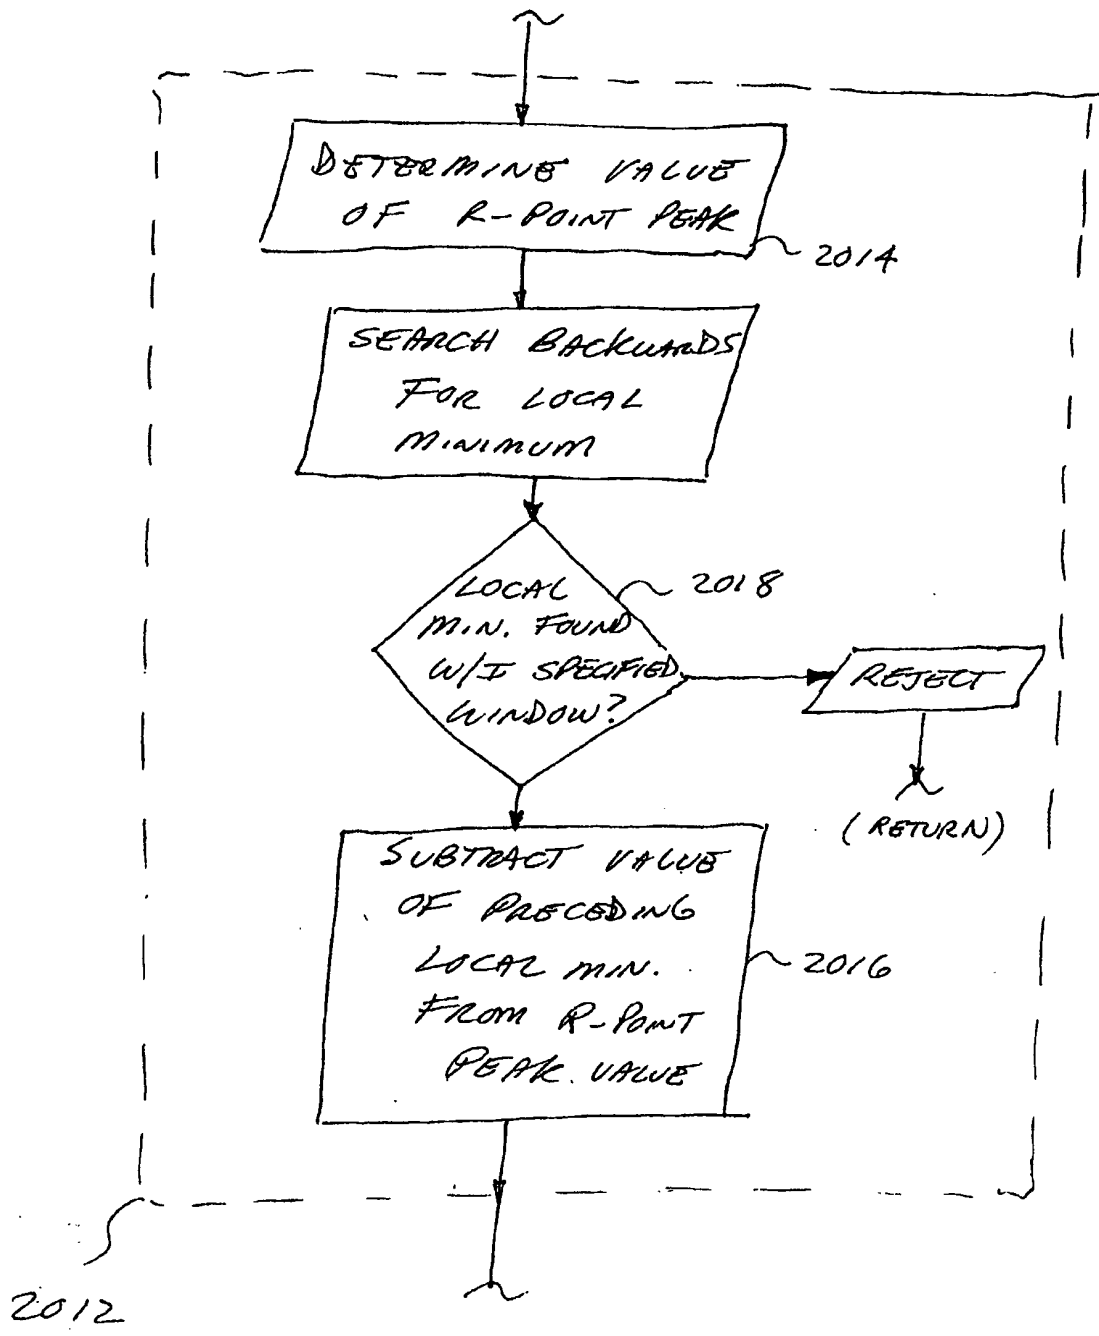 DETERMINE VALUE
OF R-POINT PEAK
2014
SEARCH BACKWARDS
FOR LOCAL
MINIMUM
LOCAL
MIN. FOUND
W/I SPECIFIED
WINDOW?
2018
REJECT
(RETURN)
SUBTRACT VALUE
OF PRECEDING
LOCAL MIN.
FROM R-POINT
PEAK VALUE
2016
2012